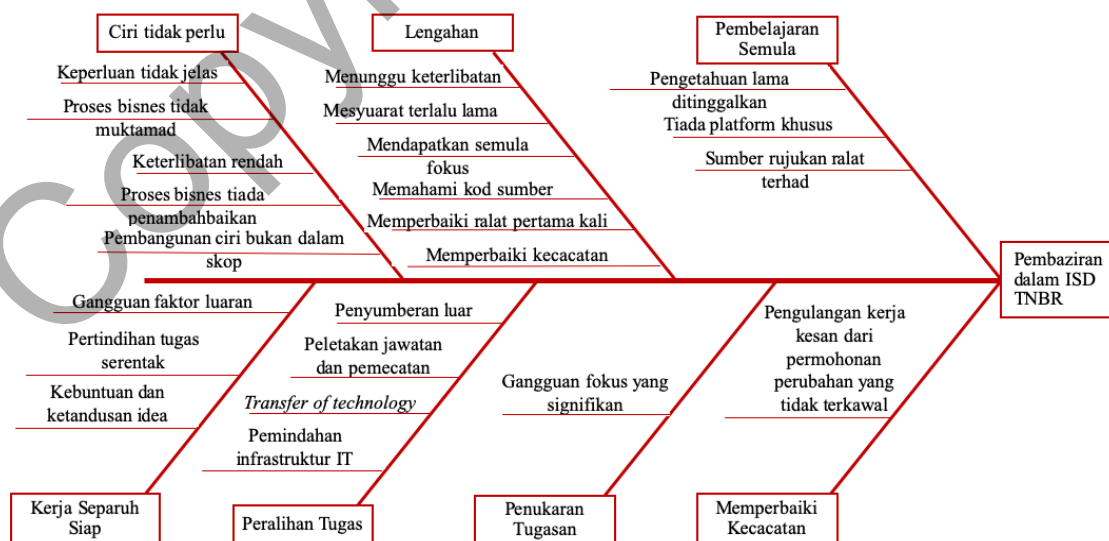 Ciri tidak perlu
Keperluan tidak jelas
Proses bisnes tidak
muktamad
Keterlibatan rendah
Proses bisnes tiada
penambahbaikan
Pembangunan ciri bukan dalam
skop
Lengahan
Menunggu keterlibatan
Mesyuarat terlalu lama
Mendapatkan semula
fokus
Memahami kod sumber
Memperbaiki ralat pertama kali
Memperbaiki kecacatan
Pembelajaran
Semula
Pengetahuan lama
ditinggalkan
Tiada platform khusus
Sumber rujukan ralat
terhad
Pembaziran
dalam ISD
TNBR
Gangguan faktor luaran
Pertindihan tugas
serentak
Kebuntuan dan
ketandusan idea
Kerja Separuh
Siap
Penyumberan luar
Peletakan jawatan
dan pemecatan
Transfer of technology
Pemindahan
infrastruktur IT
Peralihan Tugas
Gangguan fokus yang
signifikan
Penukaran
Tugasan
Pengulangan kerja
kesan dari
permohonan
perubahan yang
tidak terkawal
Memperbaiki
Kecacatan
Copy